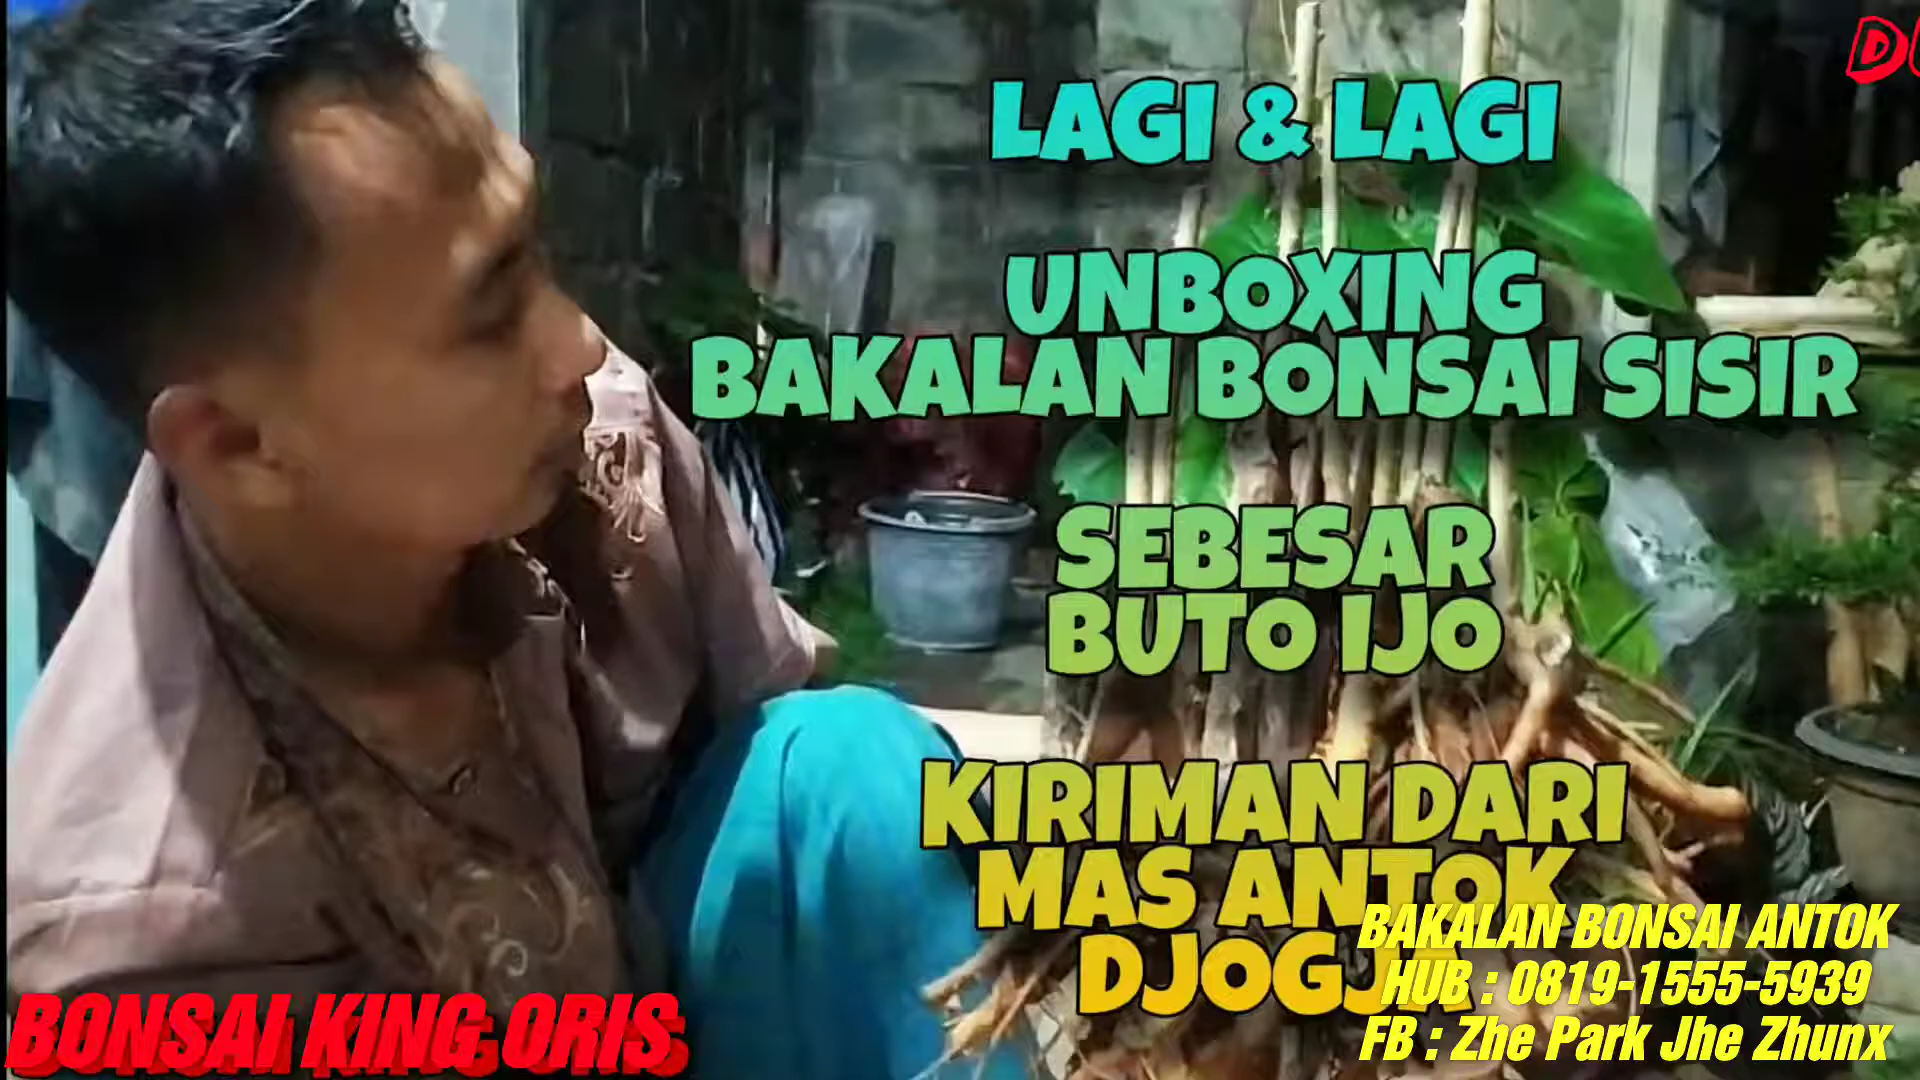 LAGI & LAGI
UNBOXING
BAKALAN BONSAI SISIR
SEBESAR
BUTO IJO
KIRIMAN DARI
MAS ANTOK
DJOGJA
BAKALAN BONSAI ANTOK
HUB : 0819-1555-5939
FB : Zhe Park Jhe Zhunx
BONSAI KING ORIS